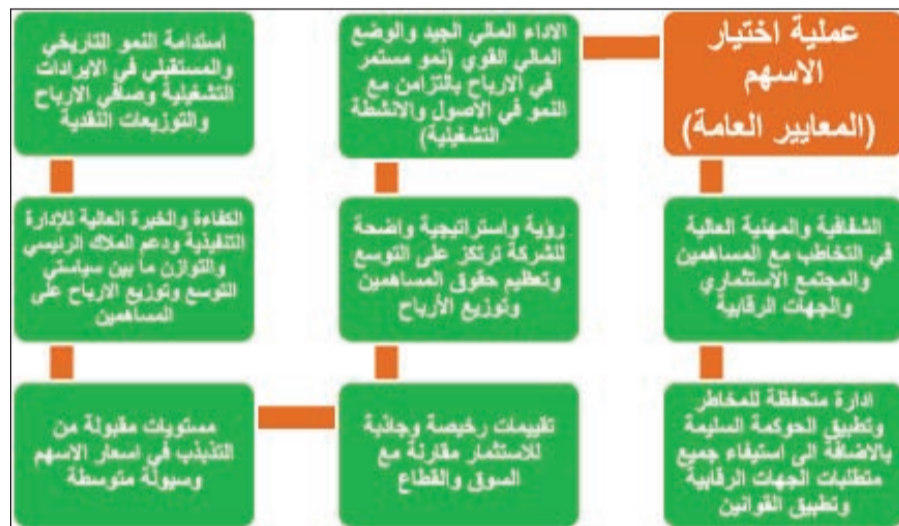 عملية اختيار
الاسهم
(المعايير العامة)
الاداء المالي الجيد والوضع
المالي القوي (نمو مستمر
في الارباح بالتزامن مع
النمو في الاصول والانشطة
التشغيلية)
استدامة النمو التاريخي
والمستقبلي في الايرادات
التشغيلية وصافي الارباح
والتوزيعات النقدية
الشفافية والمهنية العالية
في التخاطب مع المساهمين
والمجتمع الاستثماري
والجهات الرقابية
رؤية واستراتيجية واضحة
للشركة ترتكز على التوسع
وتعظيم حقوق المساهمين
وتوزيع الأرباح
الكفاءة والخبرة العالية للإدارة
التنفيذية ودعم الملاك الرئيسي
والتوازن ما بين سياستي
التوسع وتوزيع الارباح على
المساهمين
ادارة متحفظة للمخاطر
وتطبيق الحوكمة السليمة
بالاضافة الى استيفاء جميع
متطلبات الجهات الرقابية
وتطبيق القوانين
تقييمات رخيصة وجاذبة
للاستثمار مقارنة مع
السوق والقطاع
مستويات مقبولة من
التذبذب في اسعار الاسهم
وسيولة متوسطة